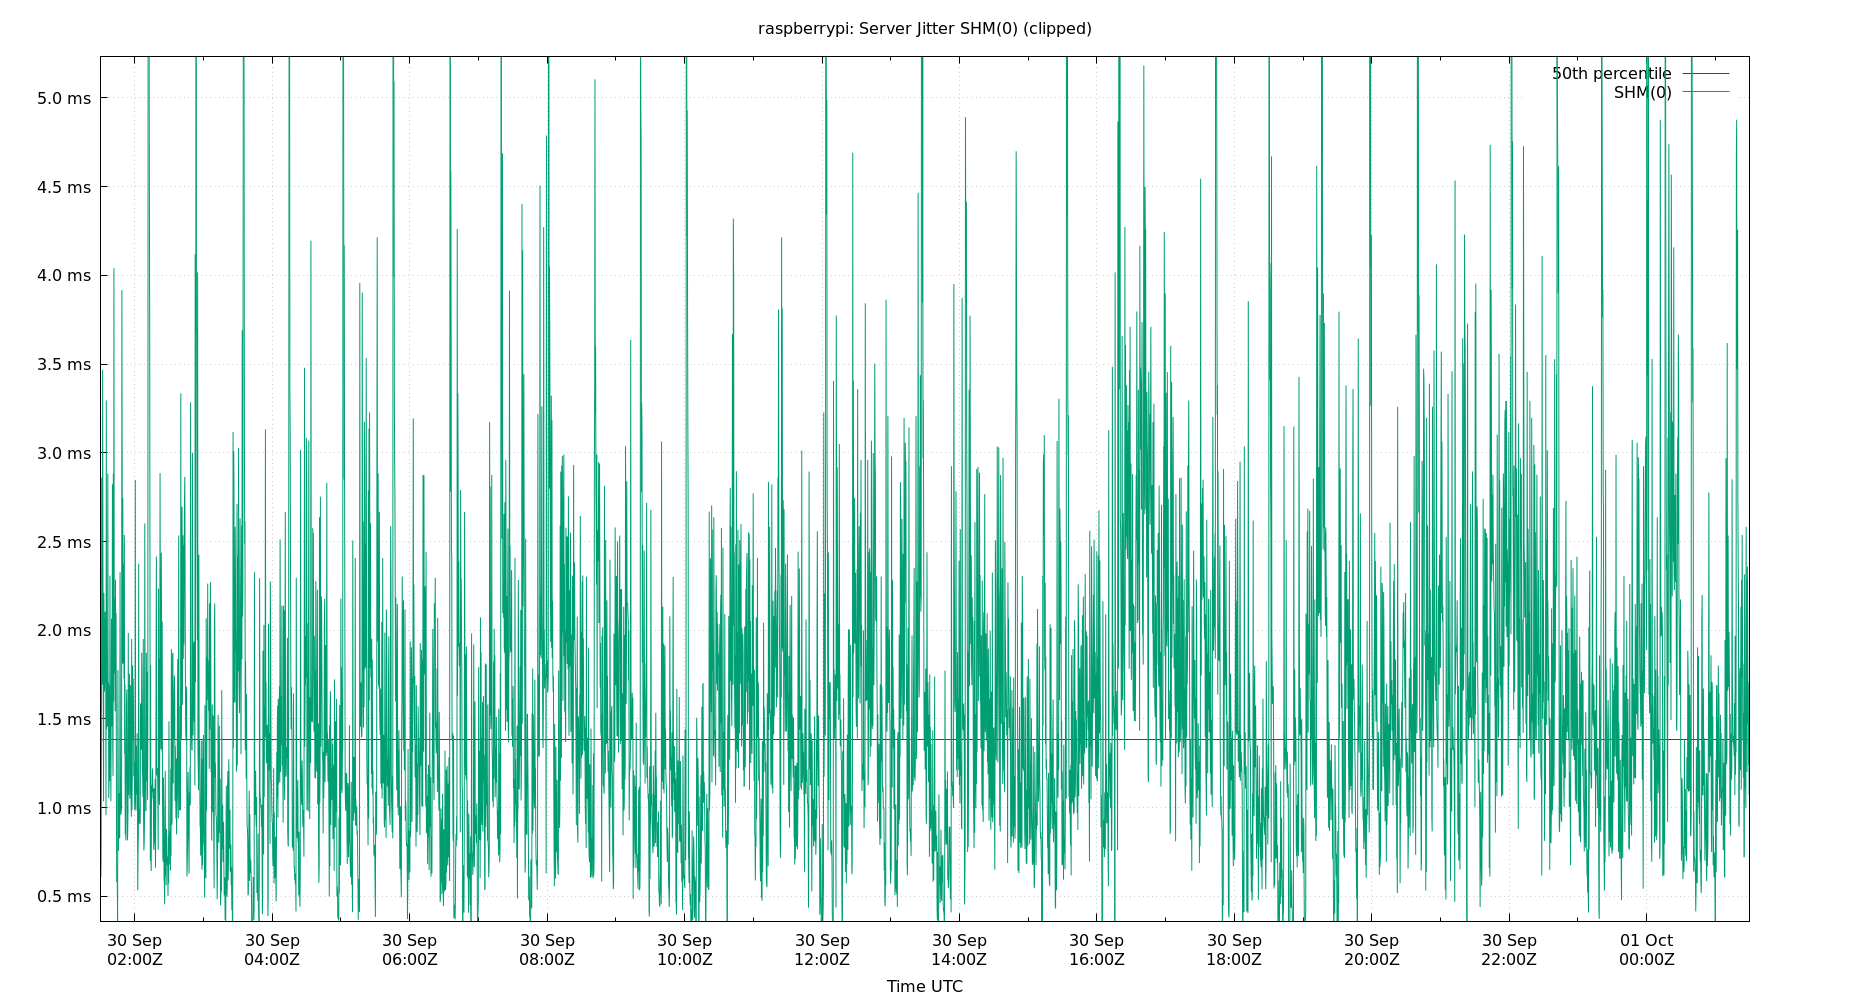 raspberrypi: Server Jitter SHM(0) (clipped)
50th percentile
SHM(0)
5.0 ms
4.5 ms
4.0 ms
3.5 ms
3.0 ms
2.5 ms
2.0 ms
1.5 ms
1.0 ms
0.5 ms
30 Sep 30 Sep 30 Sep 30 Sep 30 Sep 30 Sep 30 Sep 30 Sep 30 Sep 30 Sep 30 Sep 01 Oct
02:00Z 04:00Z 06:00Z 08:00Z 10:00Z 12:00Z 14:00Z 16:00Z 18:00Z 20:00Z 22:00Z 00:00Z
Time UTC